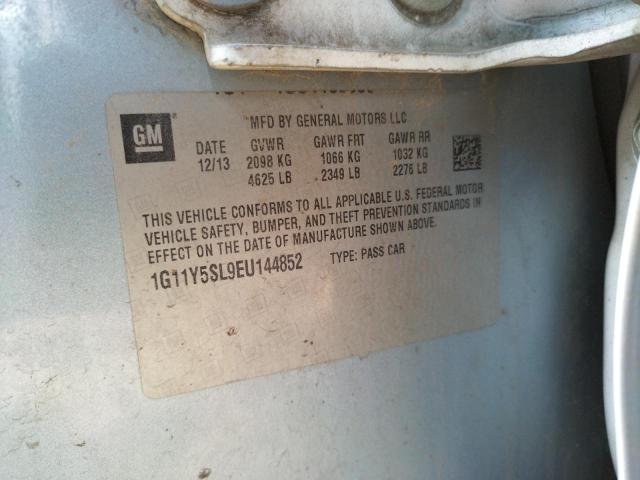 MFD BY GENERAL MOTORS LLC
GM
DATE GVWR GAWR FRT GAWR RR
12/13 2098 KG 1066 KG 1032 KG
4625 LB 2349 LB 2276 LB
THIS VEHICLE CONFORMS TO ALL APPLICABLE U.S. FEDERAL MOTOR
VEHICLE SAFETY, BUMPER, AND THEFT PREVENTION STANDARDS IN
EFFECT ON THE DATE OF MANUFACTURE SHOWN ABOVE.
1G11Y5SL9EU144852 TYPE: PASS CAR